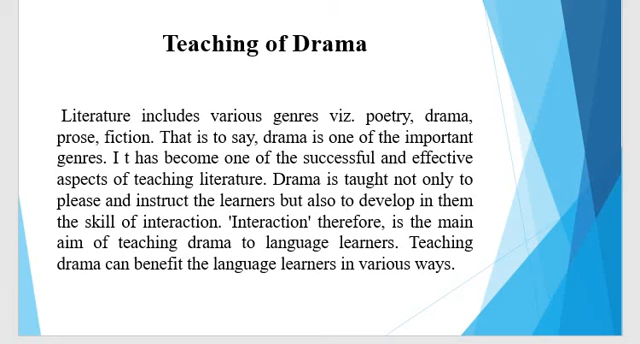 Teaching of Drama
Literature includes various genres viz. poetry, drama,
prose, fiction. That is to say, drama is one of the important
genres. I t has become one of the successful and effective
aspects of teaching literature. Drama is taught not only to
please and instruct the learners but also to develop in them
the skill of interaction. 'Interaction' therefore, is the main
aim of teaching drama to language learners. Teaching
drama can benefit the language learners in various ways.